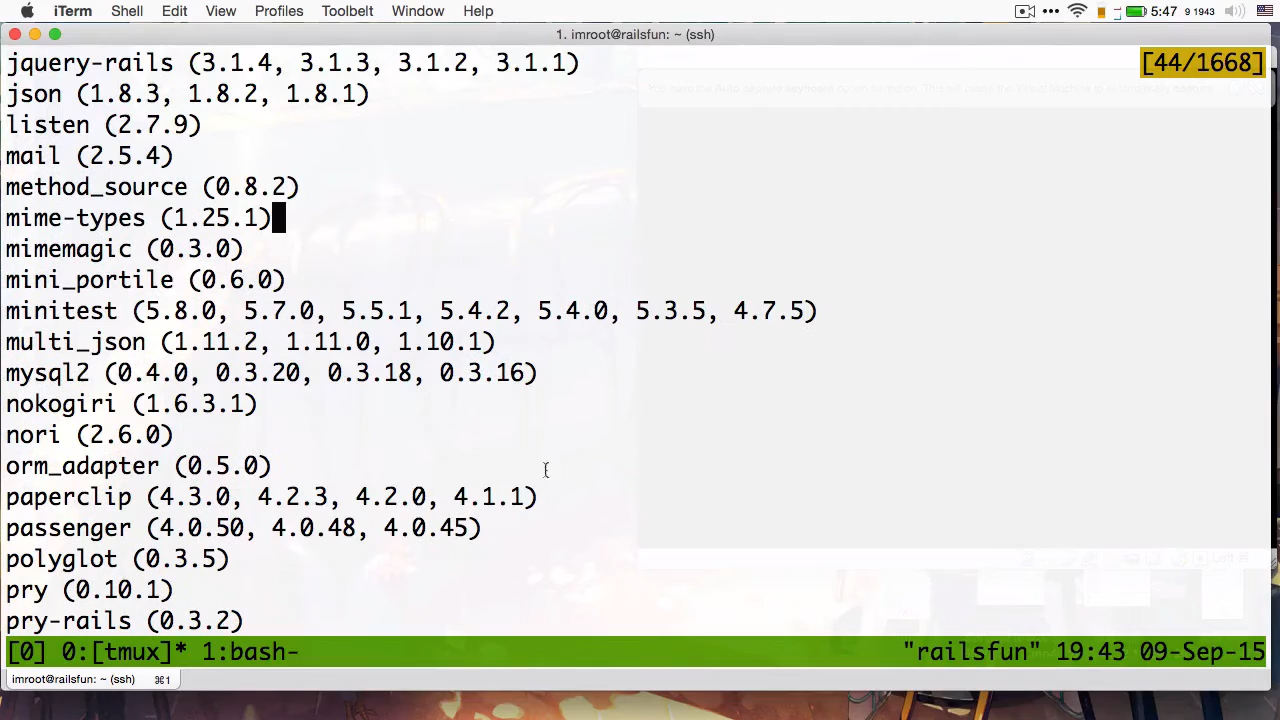 iTerm Shell Edit View Profiles Toolbelt Window Help 5:47 9 1943
1. imroot@railsfun: ~ (ssh)
jquery-rails (3.1.4, 3.1.3, 3.1.2, 3.1.1) [44/1668]
json (1.8.3, 1.8.2, 1.8.1)
listen (2.7.9)
mail (2.5.4)
method_source (0.8.2)
mime-types (1.25.1)
mimemagic (0.3.0)
mini_portile (0.6.0)
minitest (5.8.0, 5.7.0, 5.5.1, 5.4.2, 5.4.0, 5.3.5, 4.7.5)
multi_json (1.11.2, 1.11.0, 1.10.1)
mysql2 (0.4.0, 0.3.20, 0.3.18, 0.3.16)
nokogiri (1.6.3.1)
nori (2.6.0)
orm_adapter (0.5.0)
paperclip (4.3.0, 4.2.3, 4.2.0, 4.1.1)
passenger (4.0.50, 4.0.48, 4.0.45)
polyglot (0.3.5)
pry (0.10.1)
pry-rails (0.3.2)
[0] 0:[tmux]* 1:bash- "railsfun" 19:43 09-Sep-15
imroot@railsfun: ~ (ssh) ⌘1